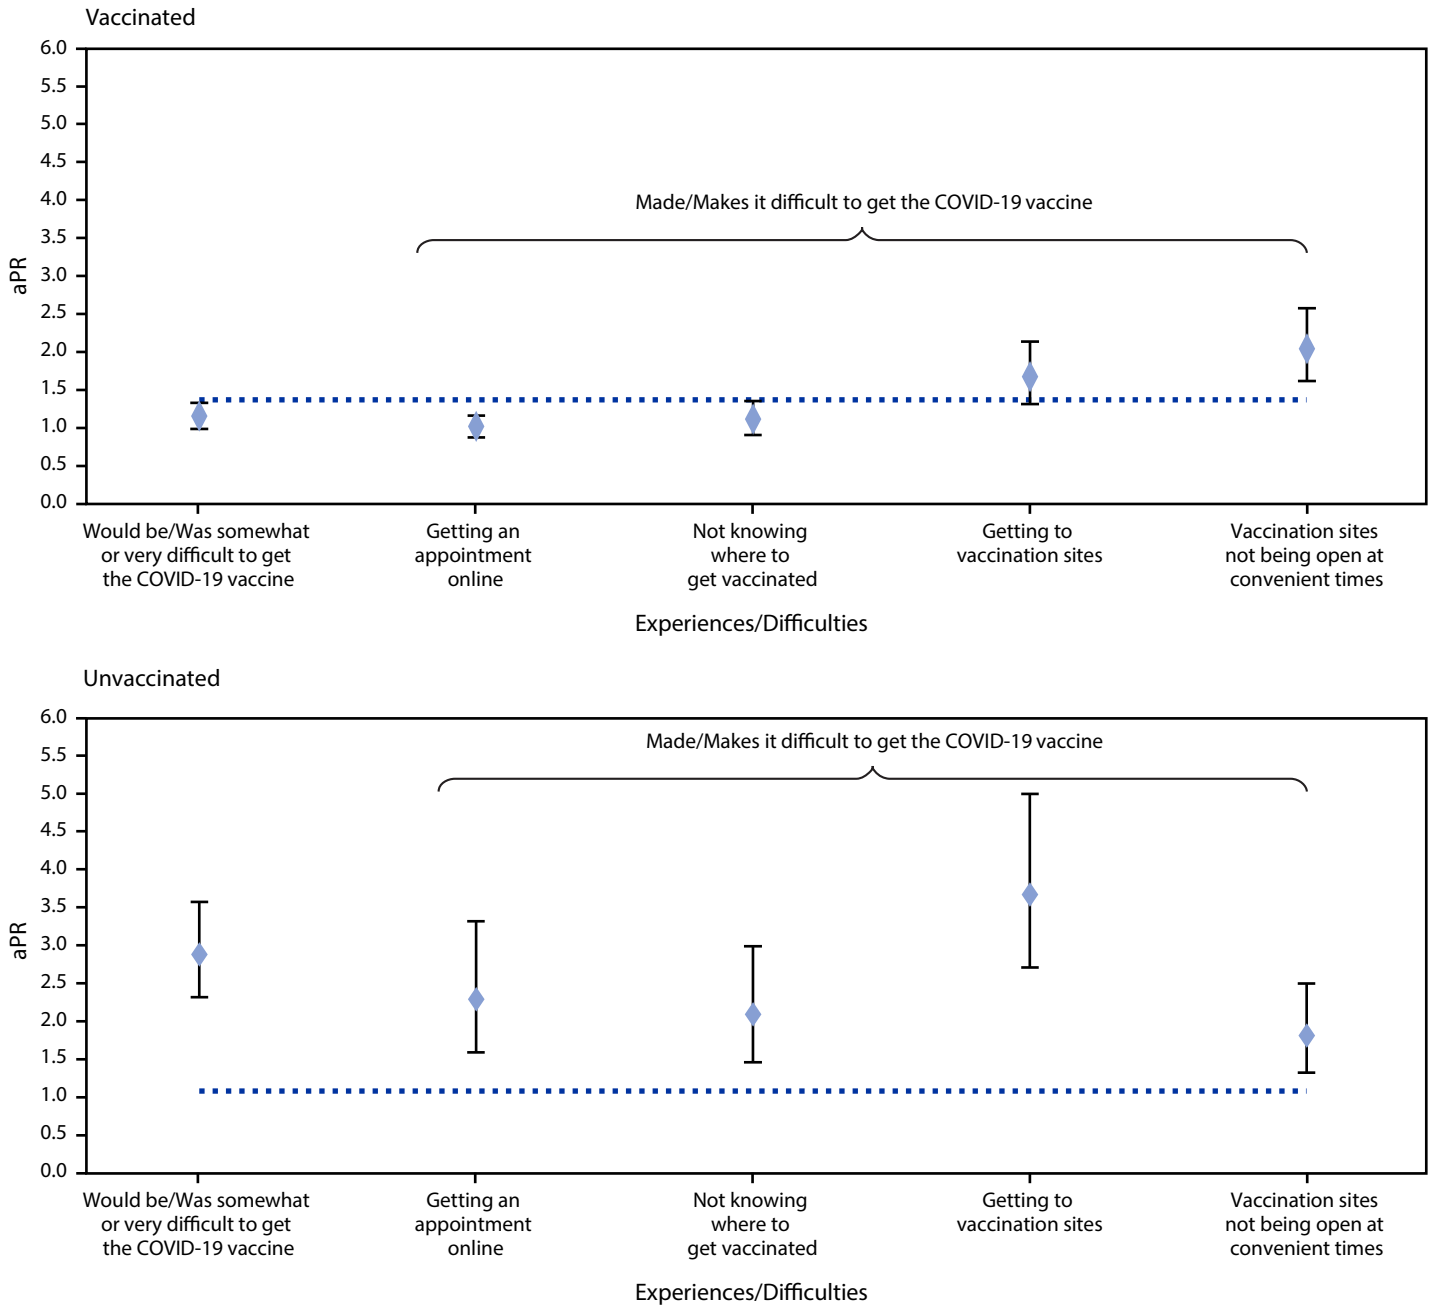 Vaccinated
6.0
5.5
5.0
4.5
4.0
3.5
3.0
2.5
2.0
1.5
1.0
0.5
0.0
aPR
Made/Makes it difficult to get the COVID-19 vaccine
Would be/Was somewhat
or very difficult to get
the COVID-19 vaccine
Getting an
appointment
online
Not knowing
where to
get vaccinated
Getting to
vaccination sites
Vaccination sites
not being open at
convenient times
Experiences/Difficulties
Unvaccinated
6.0
5.5
5.0
4.5
4.0
3.5
3.0
2.5
2.0
1.5
1.0
0.5
0.0
aPR
Made/Makes it difficult to get the COVID-19 vaccine
Would be/Was somewhat
or very difficult to get
the COVID-19 vaccine
Getting an
appointment
online
Not knowing
where to
get vaccinated
Getting to
vaccination sites
Vaccination sites
not being open at
convenient times
Experiences/Difficulties